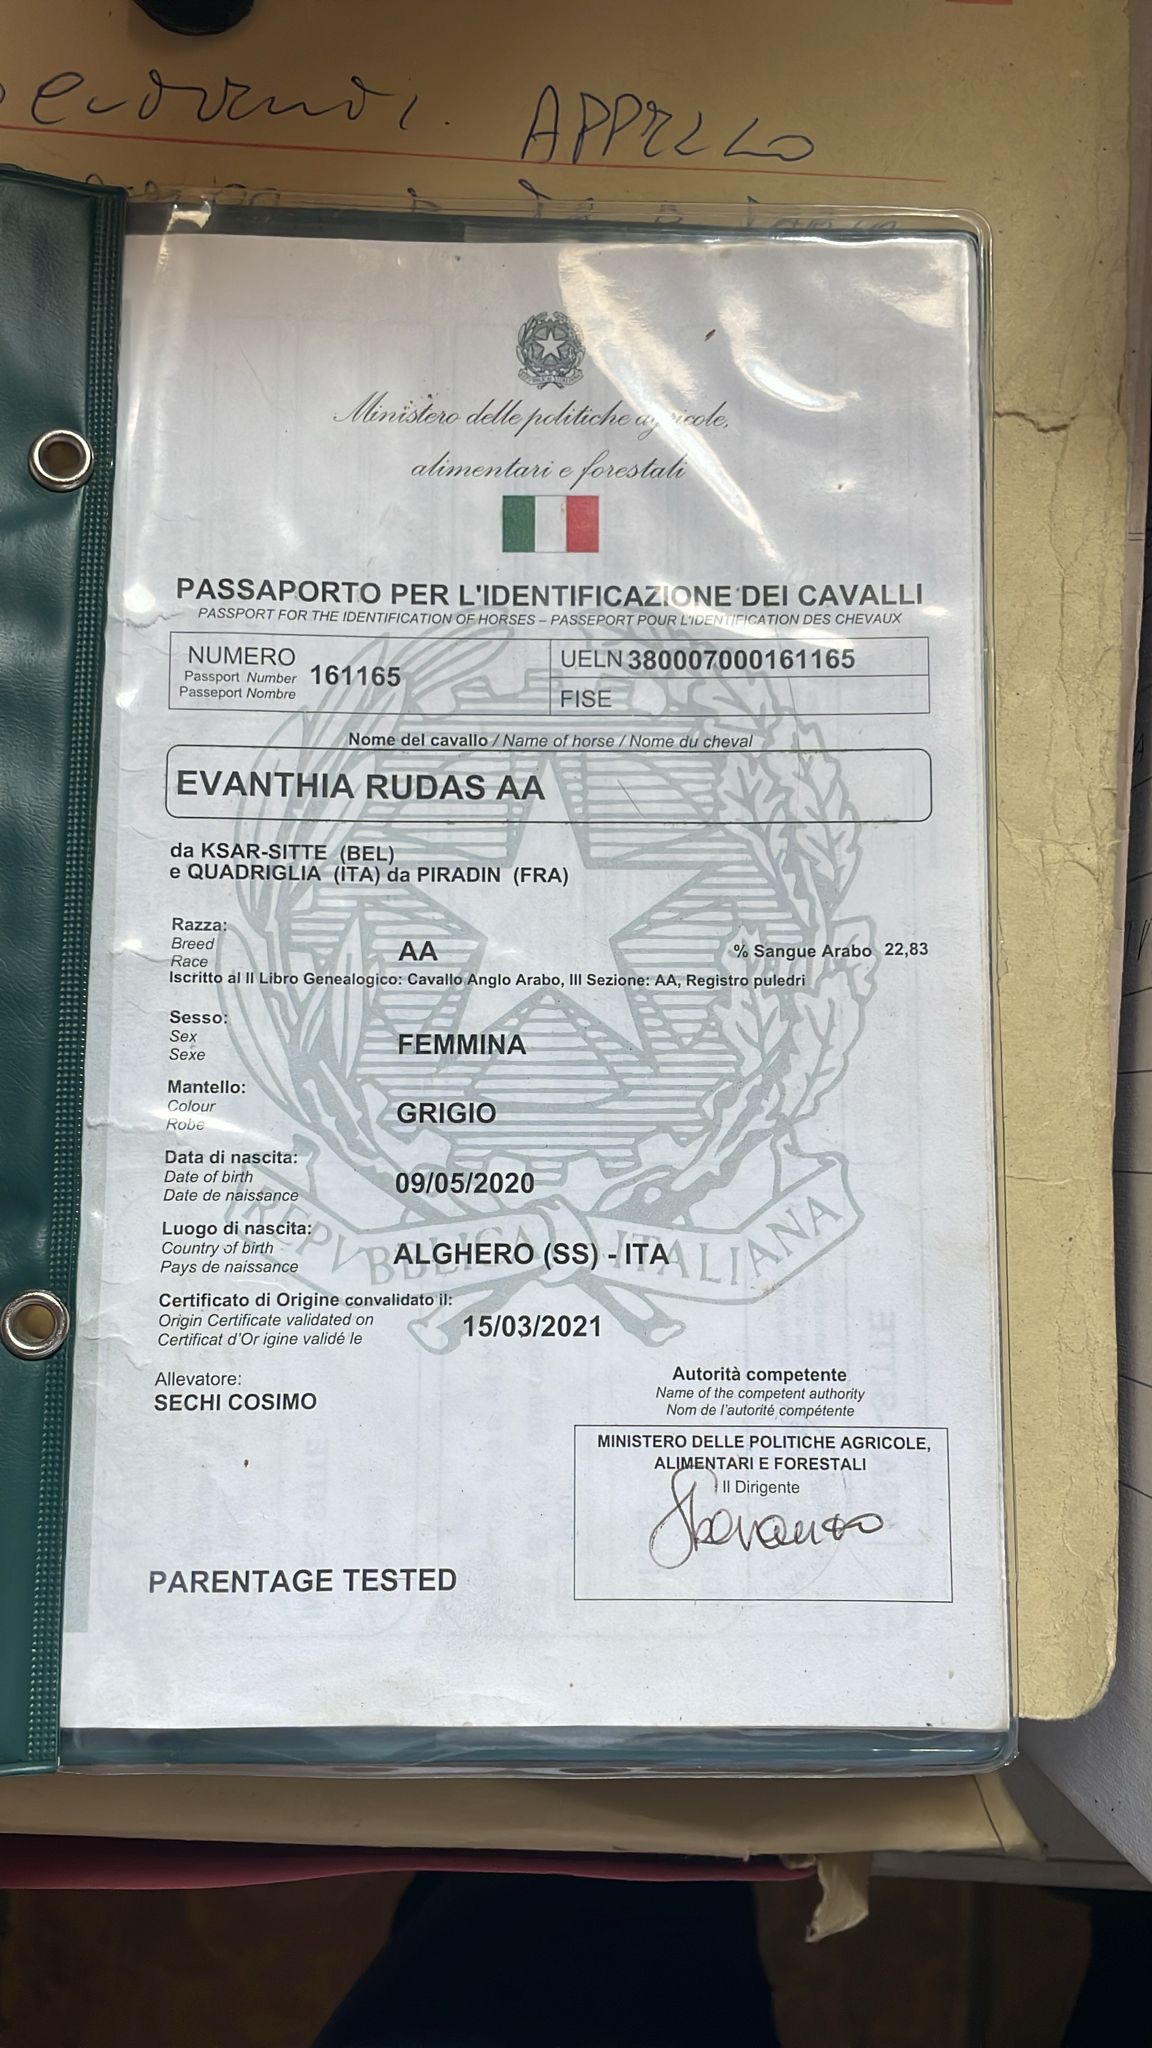 APPELLO
Ministero delle politiche agricole,
alimentari e forestali
PASSAPORTO PER L'IDENTIFICAZIONE DEI CAVALLI
PASSPORT FOR THE IDENTIFICATION OF HORSES – PASSEPORT POUR L'IDENTIFICATION DES CHEVAUX
NUMERO
Passport Number
Passeport Nombre
161165
UELN 380007000161165
FISE
Nome del cavallo / Name of horse / Nome du cheval
EVANTHIA RUDAS AA
da KSAR-SITTE (BEL)
e QUADRIGLIA (ITA) da PIRADIN (FRA)
Razza:
Breed
Race
AA
% Sangue Arabo 22,83
Iscritto al II Libro Genealogico: Cavallo Anglo Arabo, III Sezione: AA, Registro puledri
Sesso:
Sex
Sexe
FEMMINA
Mantello:
Colour
Robe
GRIGIO
Data di nascita:
Date of birth
Date de naissance
09/05/2020
Luogo di nascita:
Country of birth
Pays de naissance
ALGHERO (SS) - ITA
REPVBBLICA ITALIANA
Certificato di Origine convalidato il:
Origin Certificate validated on
Certificat d'Or igine validé le
15/03/2021
Allevatore:
SECHI COSIMO
Autorità competente
Name of the competent authority
Nom de l'autorité compétente
MINISTERO DELLE POLITICHE AGRICOLE,
ALIMENTARI E FORESTALI
Il Dirigente
PARENTAGE TESTED